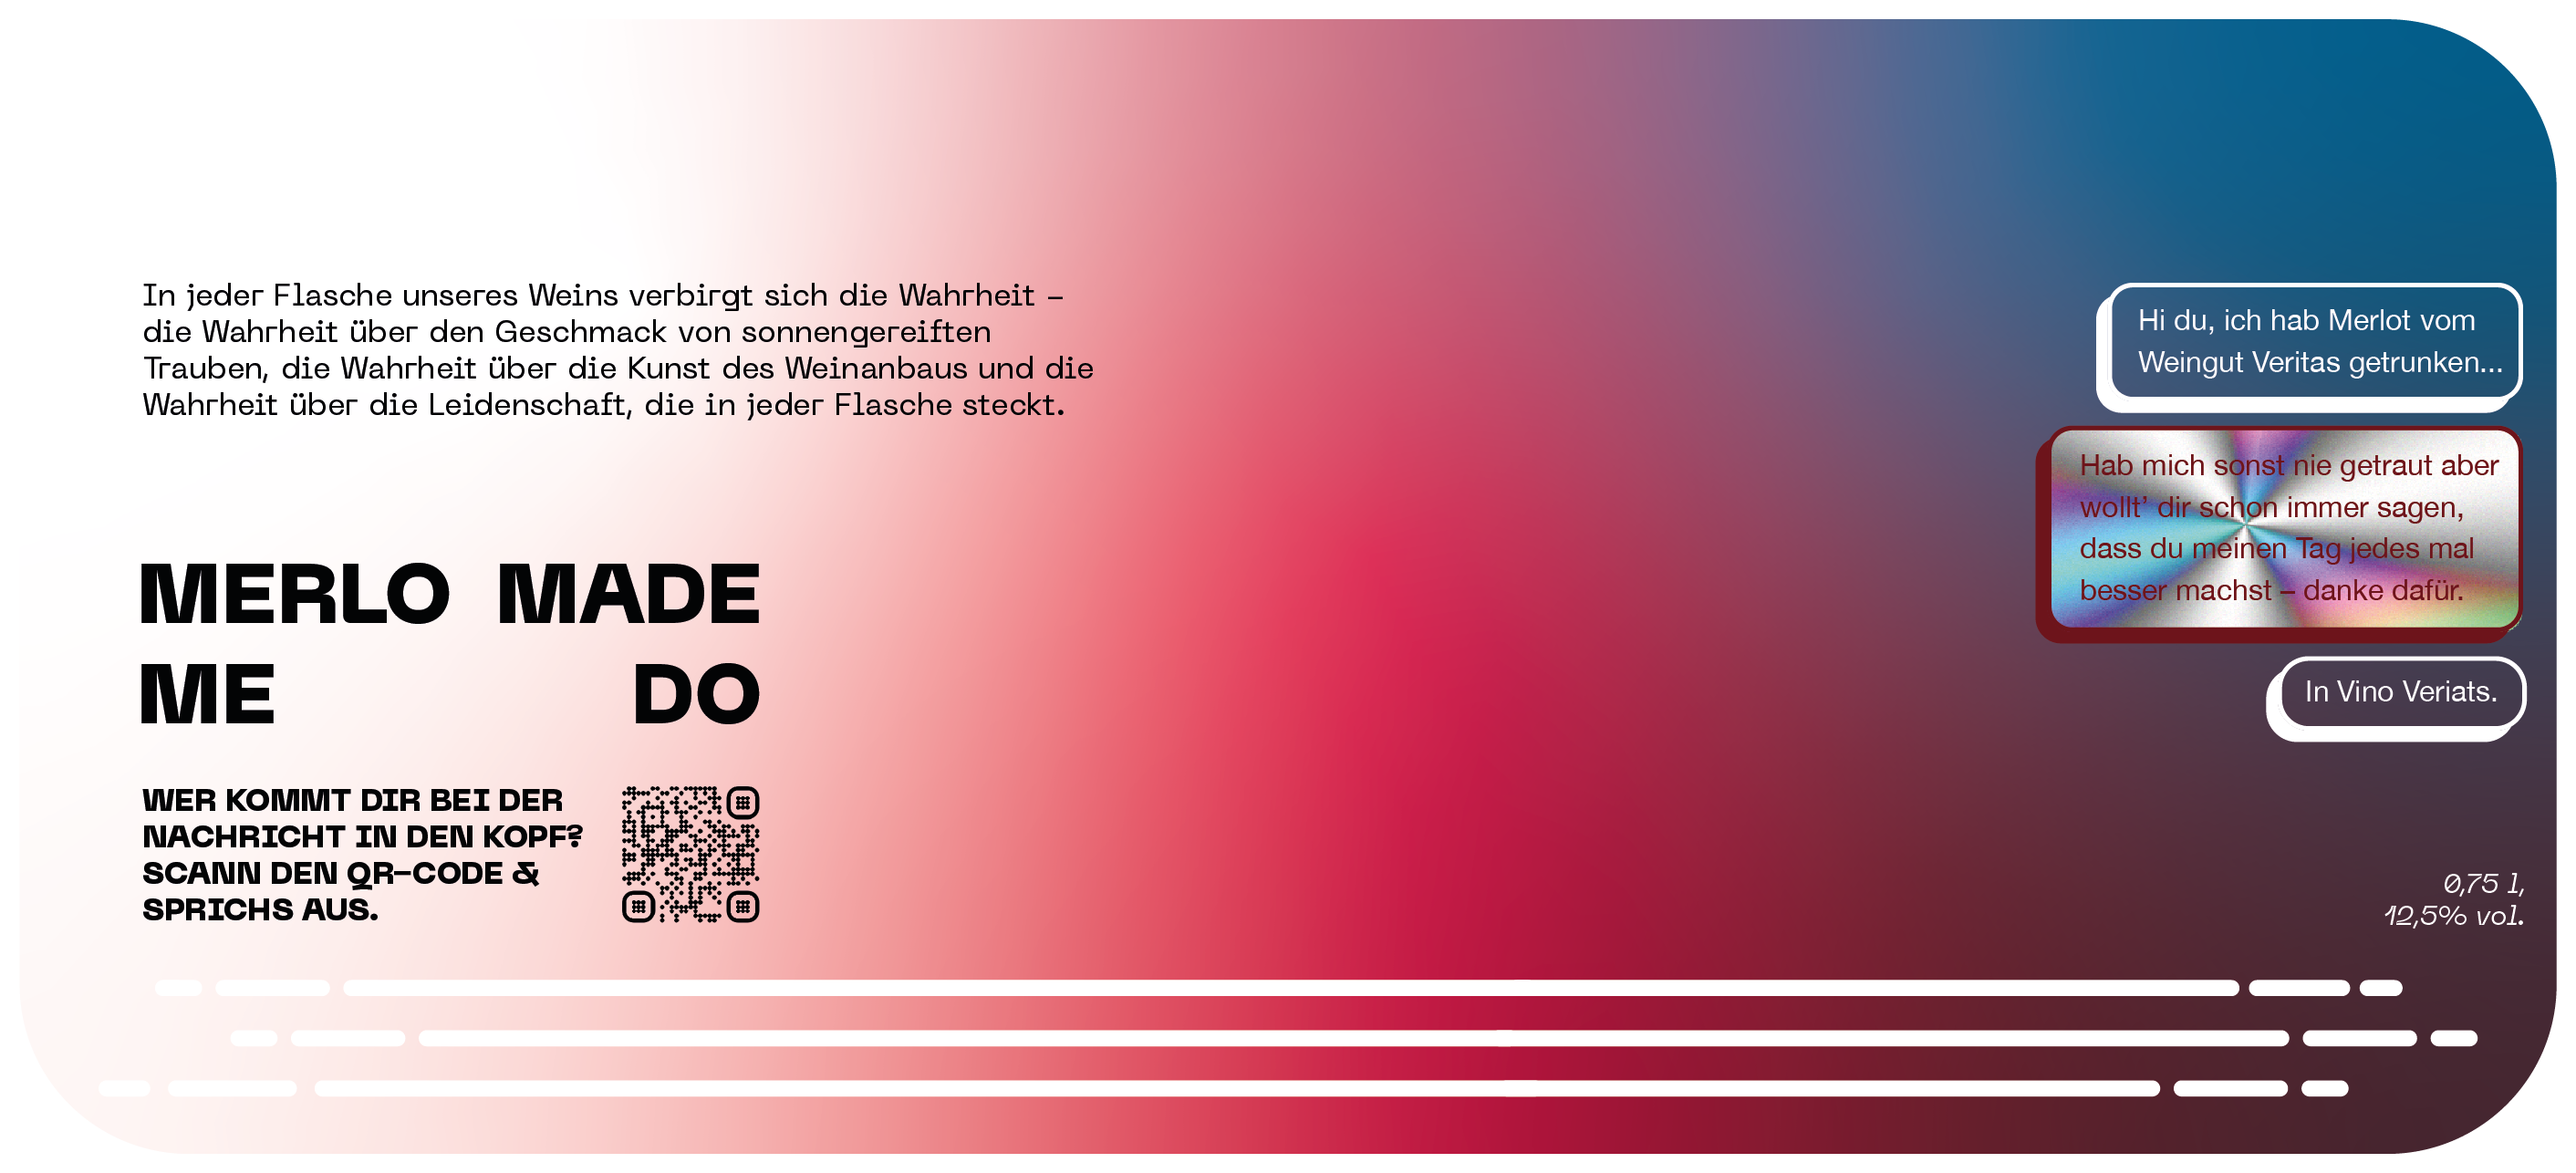 In jeder Flasche unseres Weins verbirgt sich die Wahrheit –
die Wahrheit über den Geschmack von sonnengereiften
Trauben, die Wahrheit über die Kunst des Weinanbaus und die
Wahrheit über die Leidenschaft, die in jeder Flasche steckt.
MERLO MADE
ME DO
WER KOMMT DIR BEI DER
NACHRICHT IN DEN KOPF?
SCANN DEN QR-CODE &
SPRICHS AUS.
Hi du, ich hab Merlot vom
Weingut Veritas getrunken...
Hab mich sonst nie getraut aber
wollt’ dir schon immer sagen,
dass du meinen Tag jedes mal
besser machst – danke dafür.
In Vino Veriats.
0,75 l,
12,5% vol.